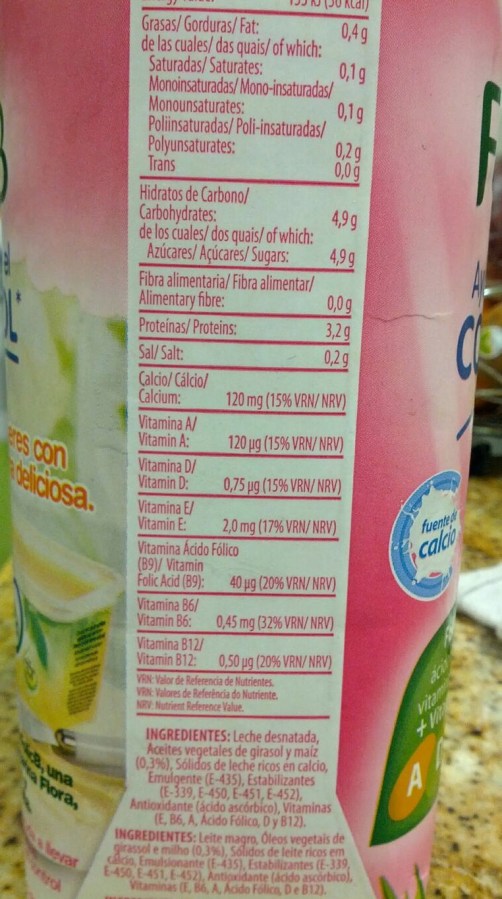 Grasas/ Gorduras/ Fat: 0,4 g
de las cuales/ das quais/ of which:
Saturadas/ Saturates: 0,1 g
Monoinsaturadas/ Mono-insaturadas/
Monounsaturates: 0,1 g
Poliinsaturadas/ Poli-insaturadas/
Polyunsaturates: 0,2 g
Trans 0,0 g
Hidratos de Carbono/
Carbohydrates: 4,9 g
de los cuales/ dos quais/ of which:
Azúcares/ Açúcares/ Sugars: 4,9 g
Fibra alimentaria/ Fibra alimentar/
Alimentary fibre: 0,0 g
Proteínas/ Proteins: 3,2 g
Sal/ Salt: 0,2 g
Calcio/ Cálcio/
Calcium: 120 mg (15% VRN/ NRV)
Vitamina A/
Vitamin A: 120 µg (15% VRN/ NRV)
Vitamina D/
Vitamin D: 0,75 µg (15% VRN/ NRV)
Vitamina E/
Vitamin E: 2,0 mg (17% VRN/ NRV)
Vitamina Ácido Fólico
(B9)/ Vitamin
Folic Acid (B9): 40 µg (20% VRN/ NRV)
Vitamina B6/
Vitamin B6: 0,45 mg (32% VRN/ NRV)
Vitamina B12/
Vitamin B12: 0,50 µg (20% VRN/ NRV)
VRN: Valor de Referencia de Nutrientes.
VRN: Valores de Referência do Nutriente.
NRV: Nutrient Reference Value.
INGREDIENTES: Leche desnatada,
Aceites vegetales de girasol y maíz
(0,3%), Sólidos de leche ricos en calcio,
Emulgente (E-435), Estabilizantes
(E-339, E-450, E-451, E-452),
Antioxidante (ácido ascórbico), Vitaminas
(E, B6, A, Ácido Fólico, D y B12).
INGREDIENTES: Leite magro, Óleos vegetais de
girassol e milho (0,3%), Sólidos de leite ricos em
cálcio, Emulsionante (E-435), Estabilizantes (E-339,
E-450, E-451, E-452), Antioxidante (ácido ascórbico),
Vitaminas (E, B6, A, Ácido Fólico, D e B12).
con
deliciosa.
una
Flora,
llevar
fuente de
calcio
A